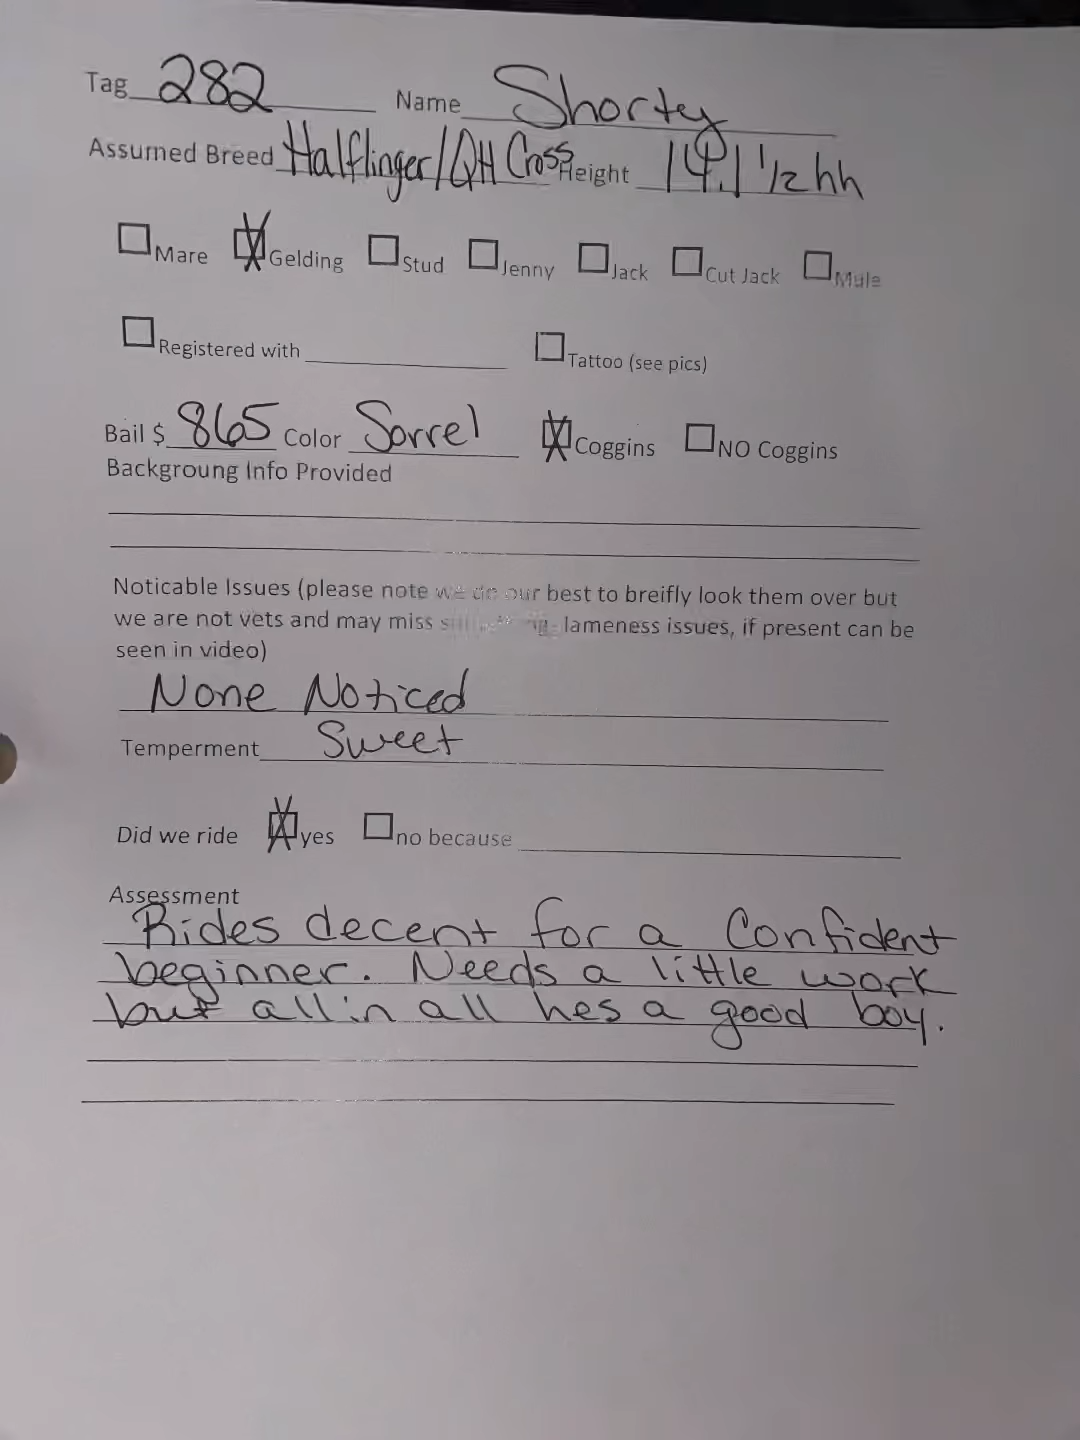 Tag 282 Name Shorty
Assumed Breed Halflinger/QH Cross Height 14.1 1/2 hh
Mare Gelding Stud Jenny Jack Cut Jack Mule
Registered with Tattoo (see pics)
Bail $ 865 Color Sorrel Coggins NO Coggins
Backgroung Info Provided
Noticable Issues (please note we do our best to breifly look them over but
we are not vets and may miss lameness issues, if present can be
seen in video)
None Noticed
Temperment Sweet
Did we ride yes no because
Assessment
Rides decent for a Confident
beginner. Needs a little work
but all in all hes a good boy.